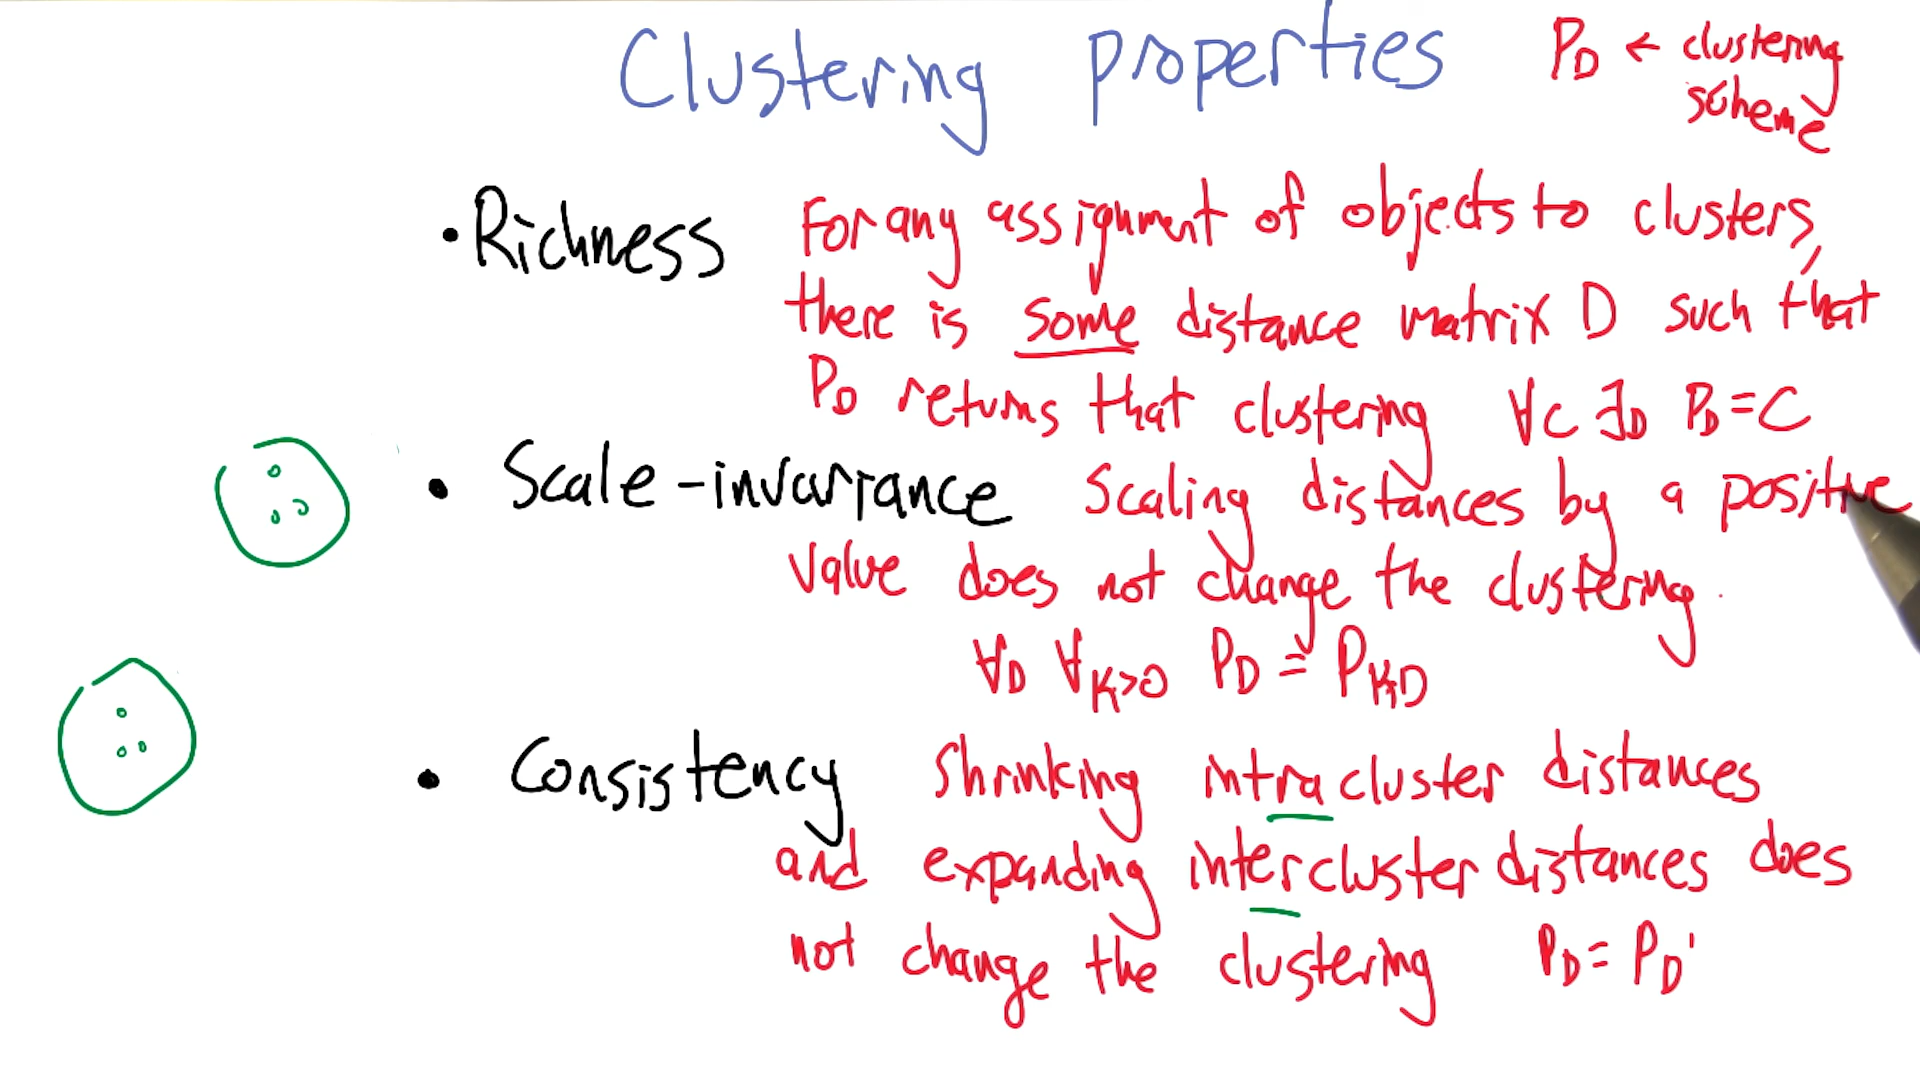 Clustering properties
P_D ← clustering
scheme
• Richness For any assignment of objects to clusters,
there is some distance matrix D such that
P_D returns that clustering ∀C ∃D P_D = C
• Scale-invariance Scaling distances by a positive
value does not change the clustering.
∀D ∀K>0 P_D = P_KD
• Consistency Shrinking intracluster distances
and expanding intercluster distances does
not change the clustering P_D = P_D'